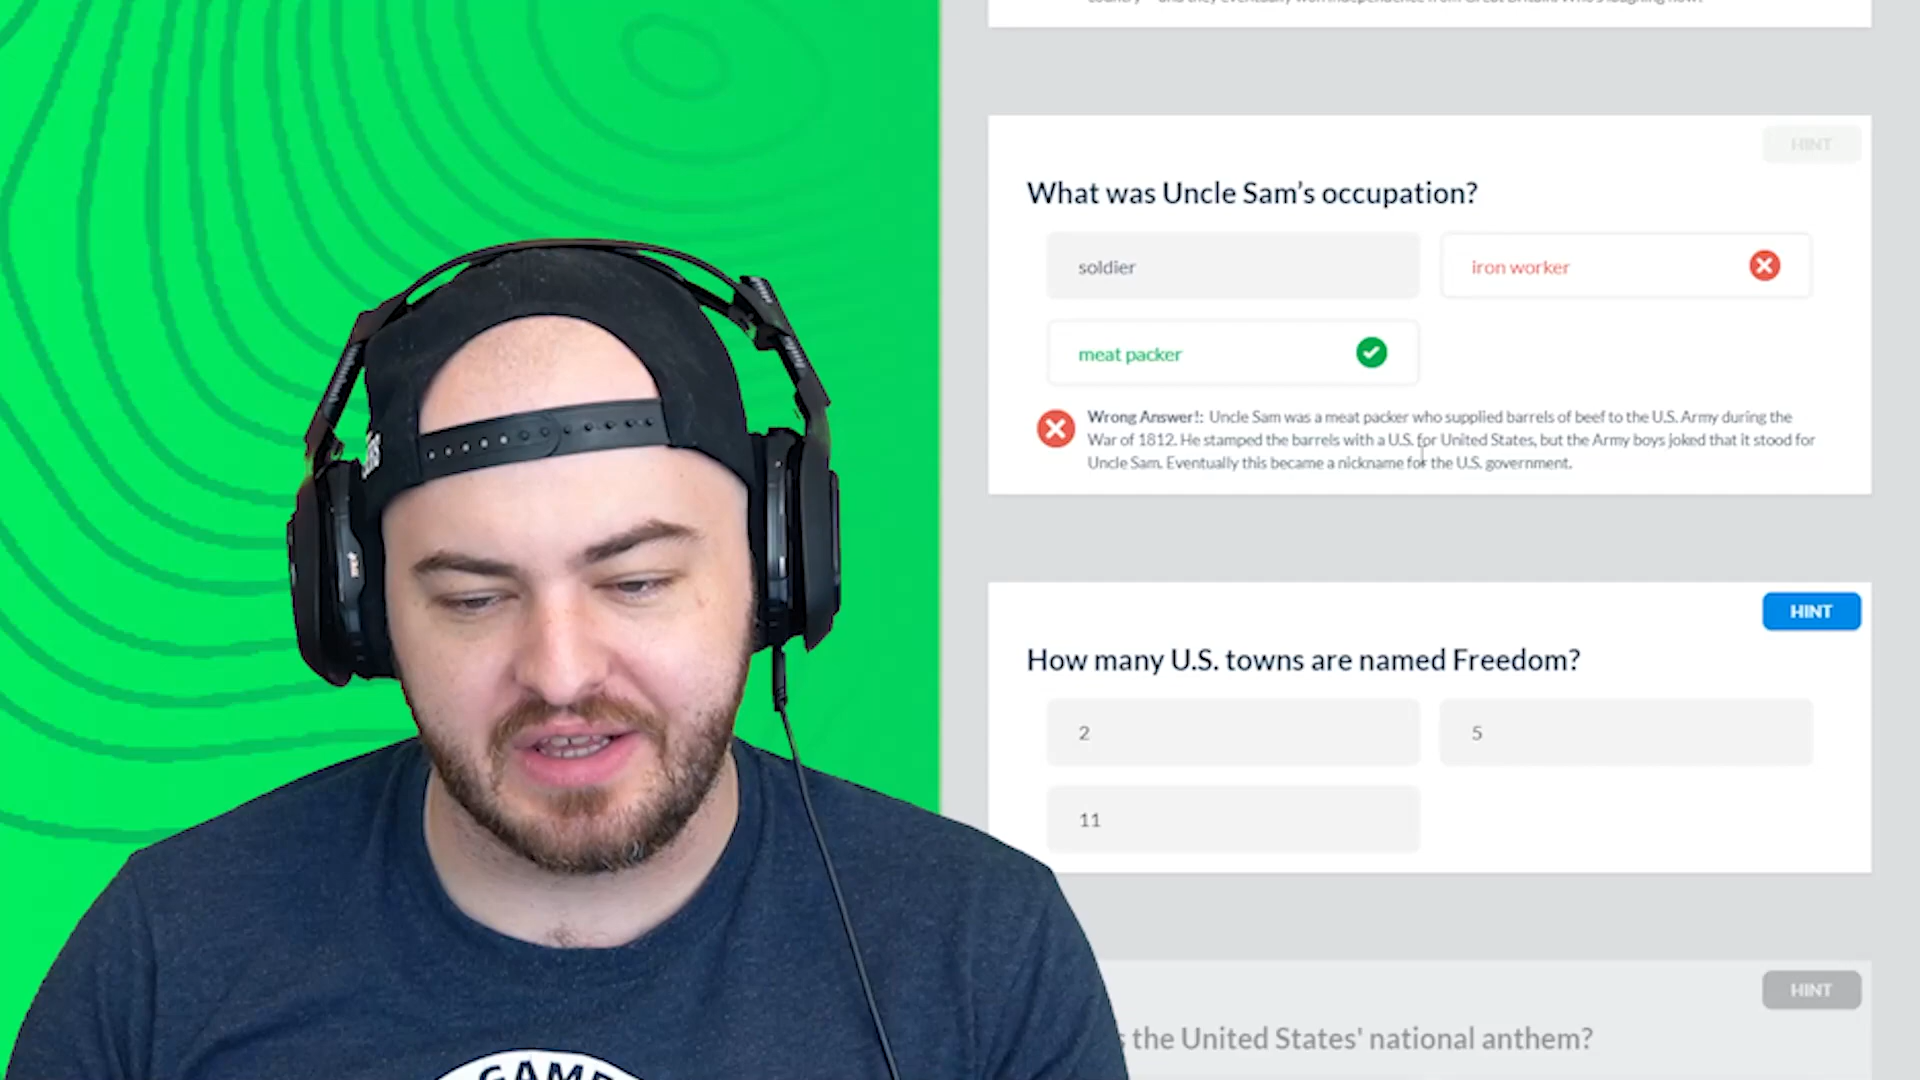 HINT
What was Uncle Sam's occupation?
soldier
iron worker
meat packer
Wrong Answer!: Uncle Sam was a meat packer who supplied barrels of beef to the U.S. Army during the
War of 1812. He stamped the barrels with a U.S. for United States, but the Army boys joked that it stood for
Uncle Sam. Eventually this became a nickname for the U.S. government.
HINT
How many U.S. towns are named Freedom?
2
5
11
HINT
the United States' national anthem?